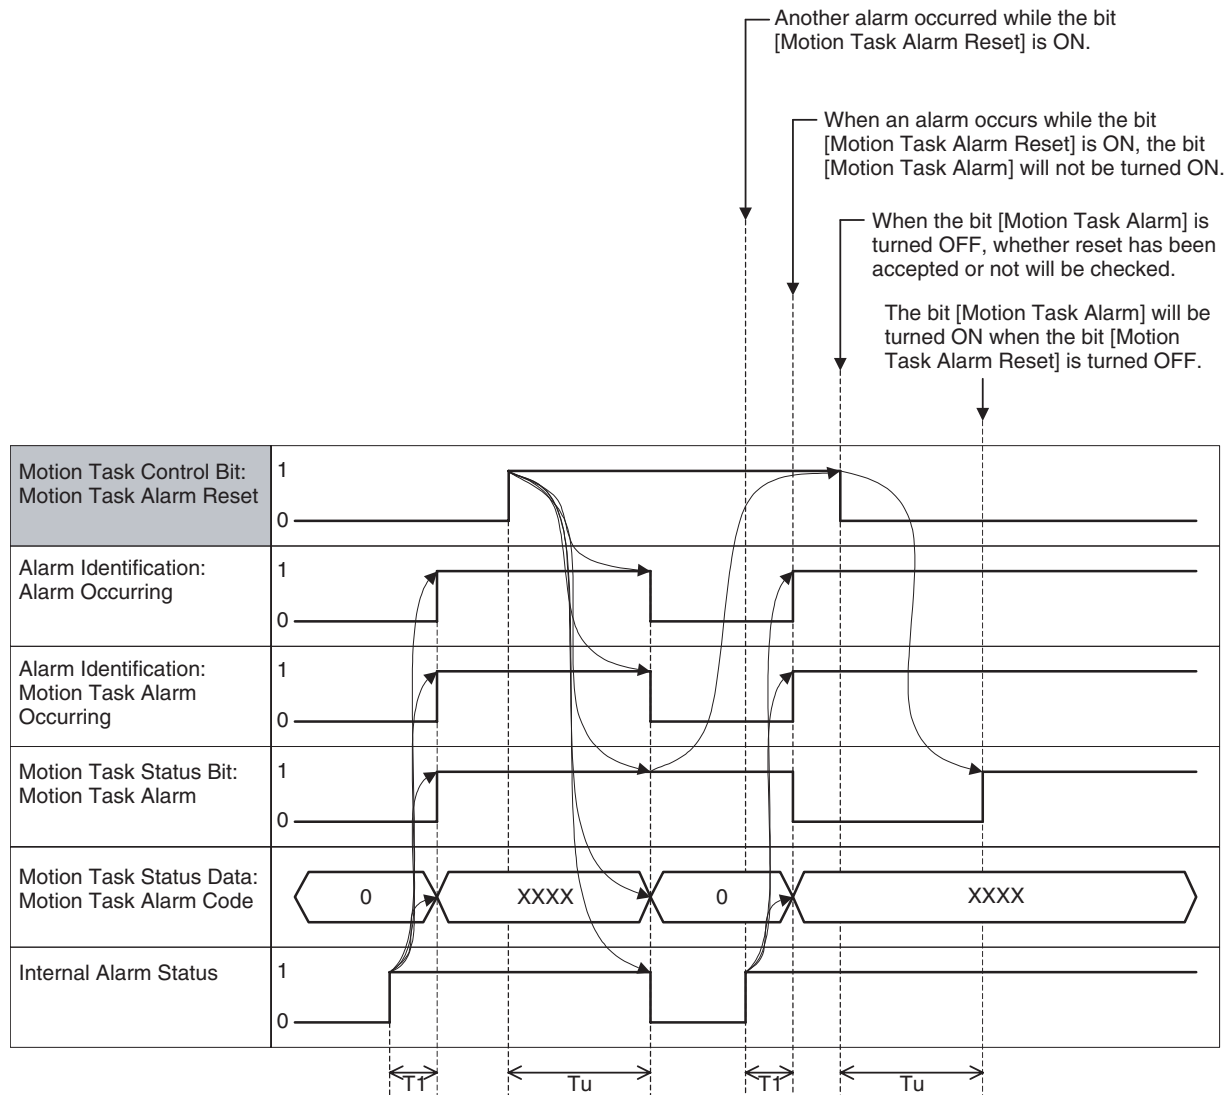 Another alarm occurred while the bit
[Motion Task Alarm Reset] is ON.
When an alarm occurs while the bit
[Motion Task Alarm Reset] is ON, the bit
[Motion Task Alarm] will not be turned ON.
When the bit [Motion Task Alarm] is
turned OFF, whether reset has been
accepted or not will be checked.
The bit [Motion Task Alarm] will be
turned ON when the bit [Motion
Task Alarm Reset] is turned OFF.
Motion Task Control Bit:
Motion Task Alarm Reset
1
0
Alarm Identification:
Alarm Occurring
1
0
Alarm Identification:
Motion Task Alarm
Occurring
1
0
Motion Task Status Bit:
Motion Task Alarm
1
0
Motion Task Status Data:
Motion Task Alarm Code
0 XXXX 0 XXXX
Internal Alarm Status
1
0
T1 Tu T1 Tu